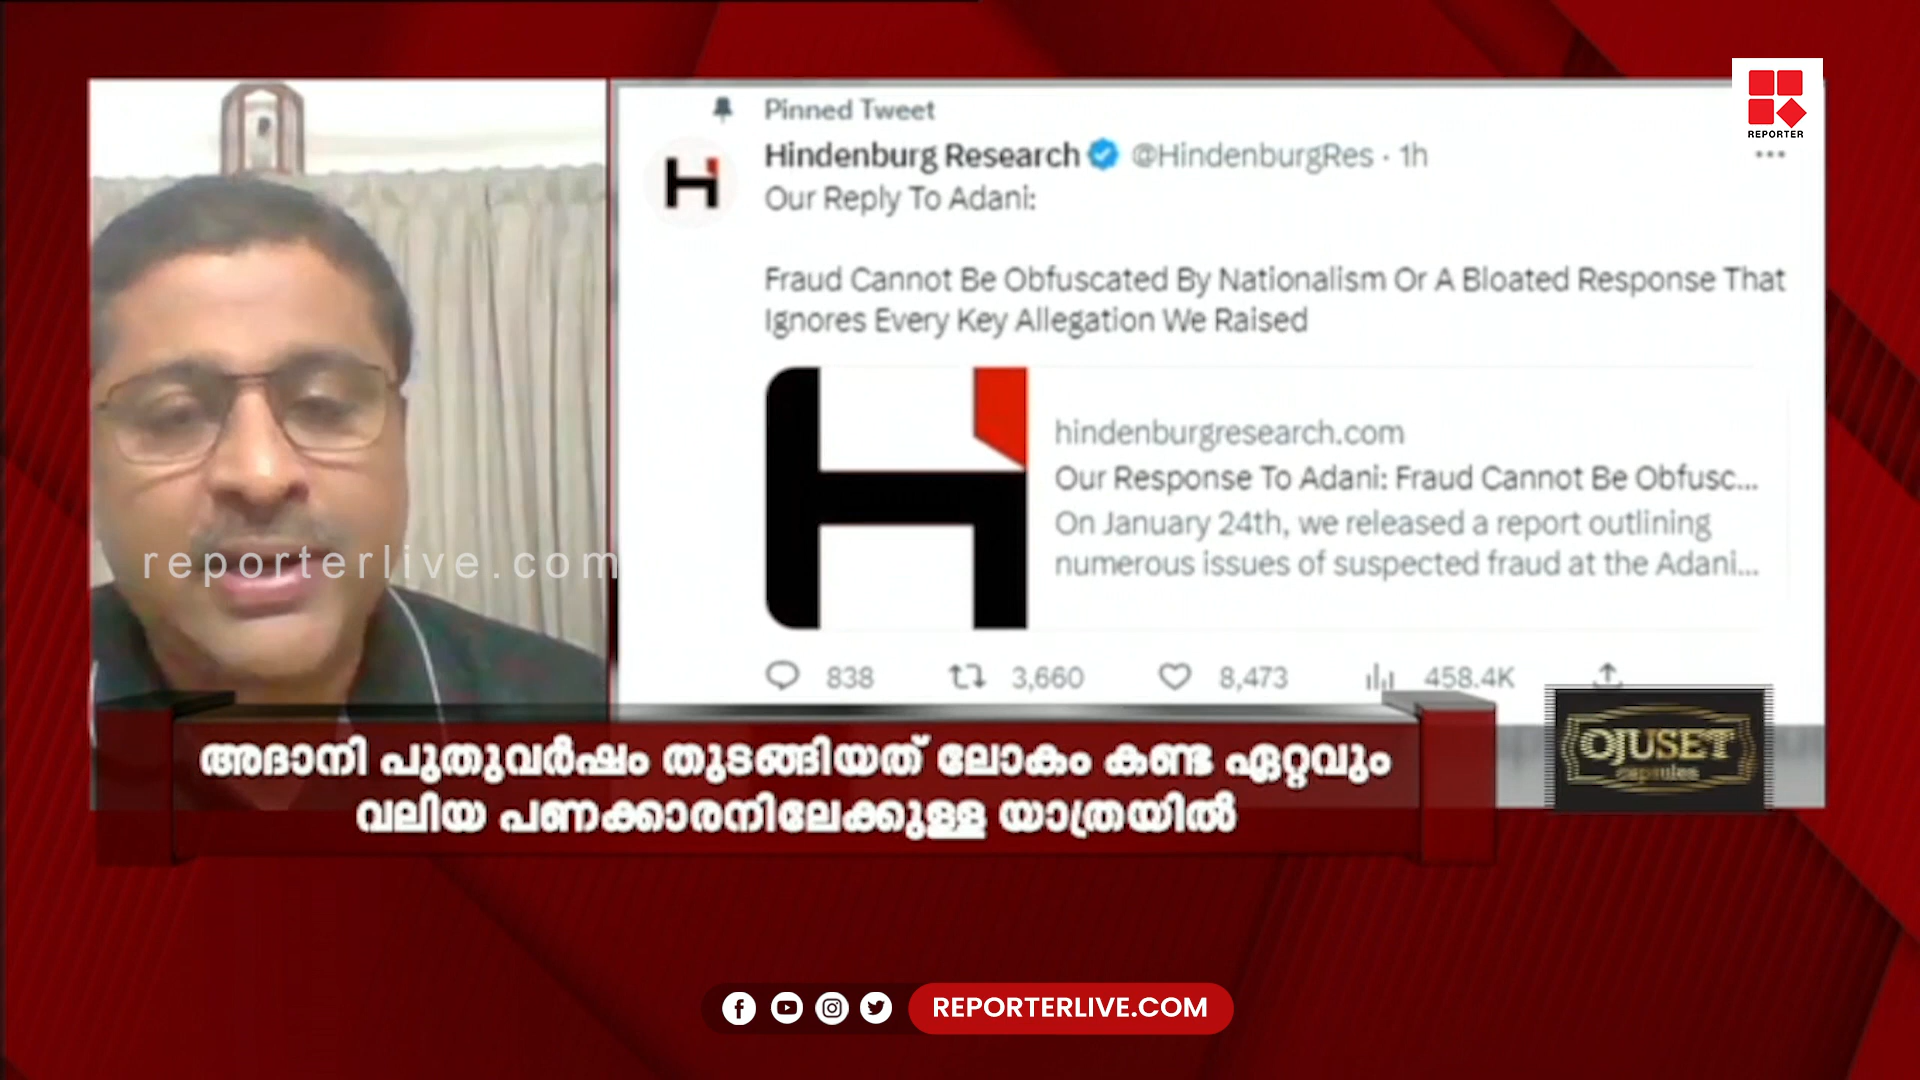 REPORTER
Pinned Tweet
Hindenburg Research @HindenburgRes · 1h
Our Reply To Adani:
Fraud Cannot Be Obfuscated By Nationalism Or A Bloated Response That
Ignores Every Key Allegation We Raised
hindenburgresearch.com
Our Response To Adani: Fraud Cannot Be Obfusc...
On January 24th, we released a report outlining
numerous issues of suspected fraud at the Adani...
838 3,660 8,473 458.4K
reporterlive.com
അദാനി പുതുവർഷം തുടങ്ങിയത് ലോകം കണ്ട ഏറ്റവും
വലിയ പണക്കാരനിലേക്കുള്ള യാത്രയിൽ
OJUSET
capsules
REPORTERLIVE.COM